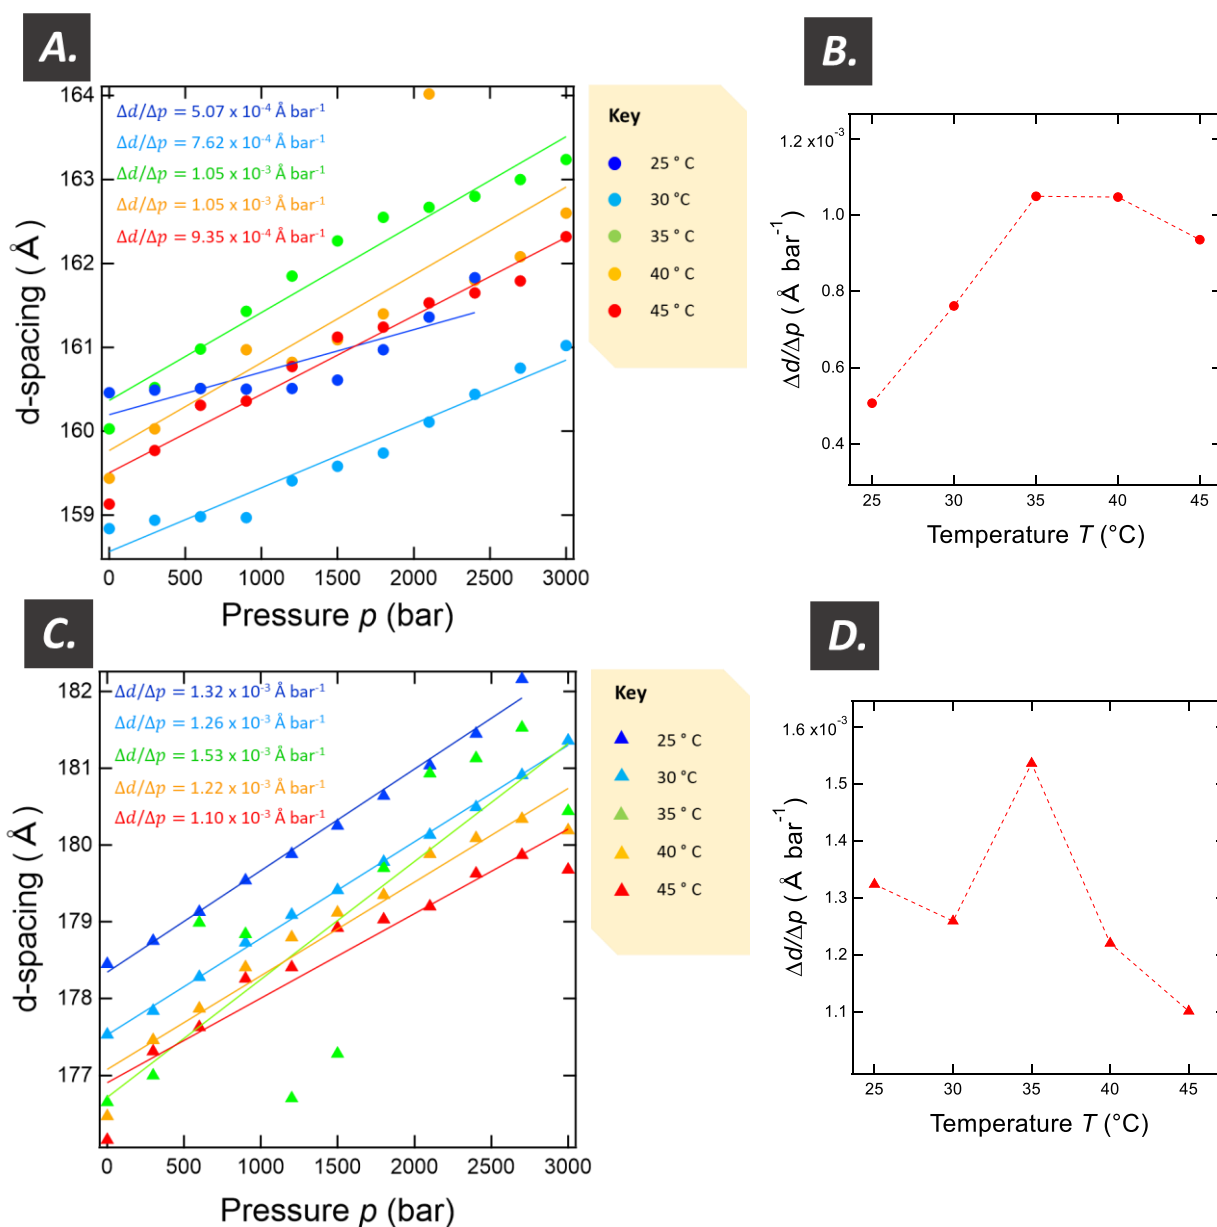 A.
164
163
162
161
160
159
d-spacing (Å)
Δd/Δp = 5.07 x 10⁻⁴ Å bar⁻¹
Δd/Δp = 7.62 x 10⁻⁴ Å bar⁻¹
Δd/Δp = 1.05 x 10⁻³ Å bar⁻¹
Δd/Δp = 1.05 x 10⁻³ Å bar⁻¹
Δd/Δp = 9.35 x 10⁻⁴ Å bar⁻¹
0 500 1000 1500 2000 2500 3000
Pressure p (bar)
Key
25 ° C
30 °C
35 ° C
40 ° C
45 ° C
B.
1.2 x10⁻³
1.0
0.8
0.6
0.4
Δd/Δp (Å bar⁻¹)
25 30 35 40 45
Temperature T (°C)
C.
182
181
180
179
178
177
d-spacing (Å)
Δd/Δp = 1.32 x 10⁻³ Å bar⁻¹
Δd/Δp = 1.26 x 10⁻³ Å bar⁻¹
Δd/Δp = 1.53 x 10⁻³ Å bar⁻¹
Δd/Δp = 1.22 x 10⁻³ Å bar⁻¹
Δd/Δp = 1.10 x 10⁻³ Å bar⁻¹
0 500 1000 1500 2000 2500 3000
Pressure p (bar)
Key
25 ° C
30 °C
35 ° C
40 ° C
45 ° C
D.
1.6 x10⁻³
1.5
1.4
1.3
1.2
1.1
Δd/Δp (Å bar⁻¹)
25 30 35 40 45
Temperature T (°C)